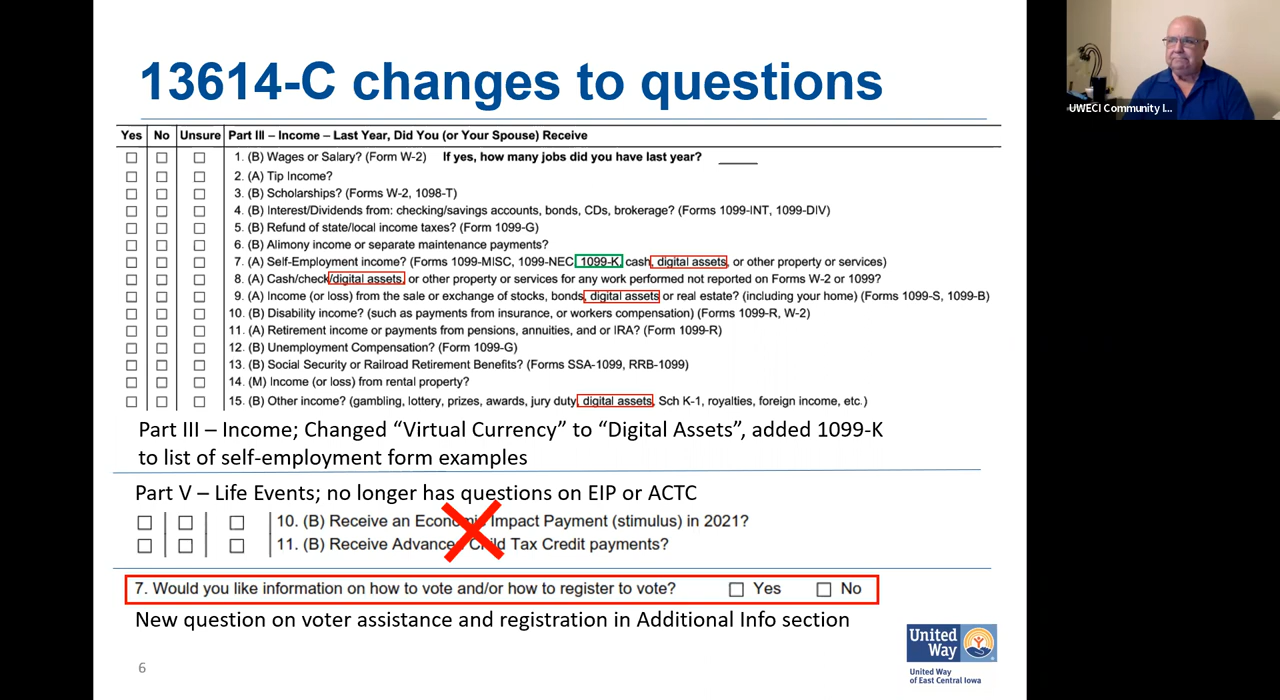 13614-C changes to questions
Yes No Unsure Part III – Income – Last Year, Did You (or Your Spouse) Receive
1. (B) Wages or Salary? (Form W-2) If yes, how many jobs did you have last year? _____
2. (A) Tip Income?
3. (B) Scholarships? (Forms W-2, 1098-T)
4. (B) Interest/Dividends from: checking/savings accounts, bonds, CDs, brokerage? (Forms 1099-INT, 1099-DIV)
5. (B) Refund of state/local income taxes? (Form 1099-G)
6. (B) Alimony income or separate maintenance payments?
7. (A) Self-Employment income? (Forms 1099-MISC, 1099-NEC, 1099-K, cash, digital assets, or other property or services)
8. (A) Cash/check/digital assets, or other property or services for any work performed not reported on Forms W-2 or 1099?
9. (A) Income (or loss) from the sale or exchange of stocks, bonds, digital assets or real estate? (including your home) (Forms 1099-S, 1099-B)
10. (B) Disability income? (such as payments from insurance, or workers compensation) (Forms 1099-R, W-2)
11. (A) Retirement income or payments from pensions, annuities, and or IRA? (Form 1099-R)
12. (B) Unemployment Compensation? (Form 1099-G)
13. (B) Social Security or Railroad Retirement Benefits? (Forms SSA-1099, RRB-1099)
14. (M) Income (or loss) from rental property?
15. (B) Other income? (gambling, lottery, prizes, awards, jury duty, digital assets, Sch K-1, royalties, foreign income, etc.)
Part III – Income; Changed “Virtual Currency” to “Digital Assets”, added 1099-K
to list of self-employment form examples
Part V – Life Events; no longer has questions on EIP or ACTC
10. (B) Receive an Economic Impact Payment (stimulus) in 2021?
11. (B) Receive Advanced Child Tax Credit payments?
7. Would you like information on how to vote and/or how to register to vote? Yes No
New question on voter assistance and registration in Additional Info section
6
United
Way
United Way
of East Central Iowa
UWECI Community I...